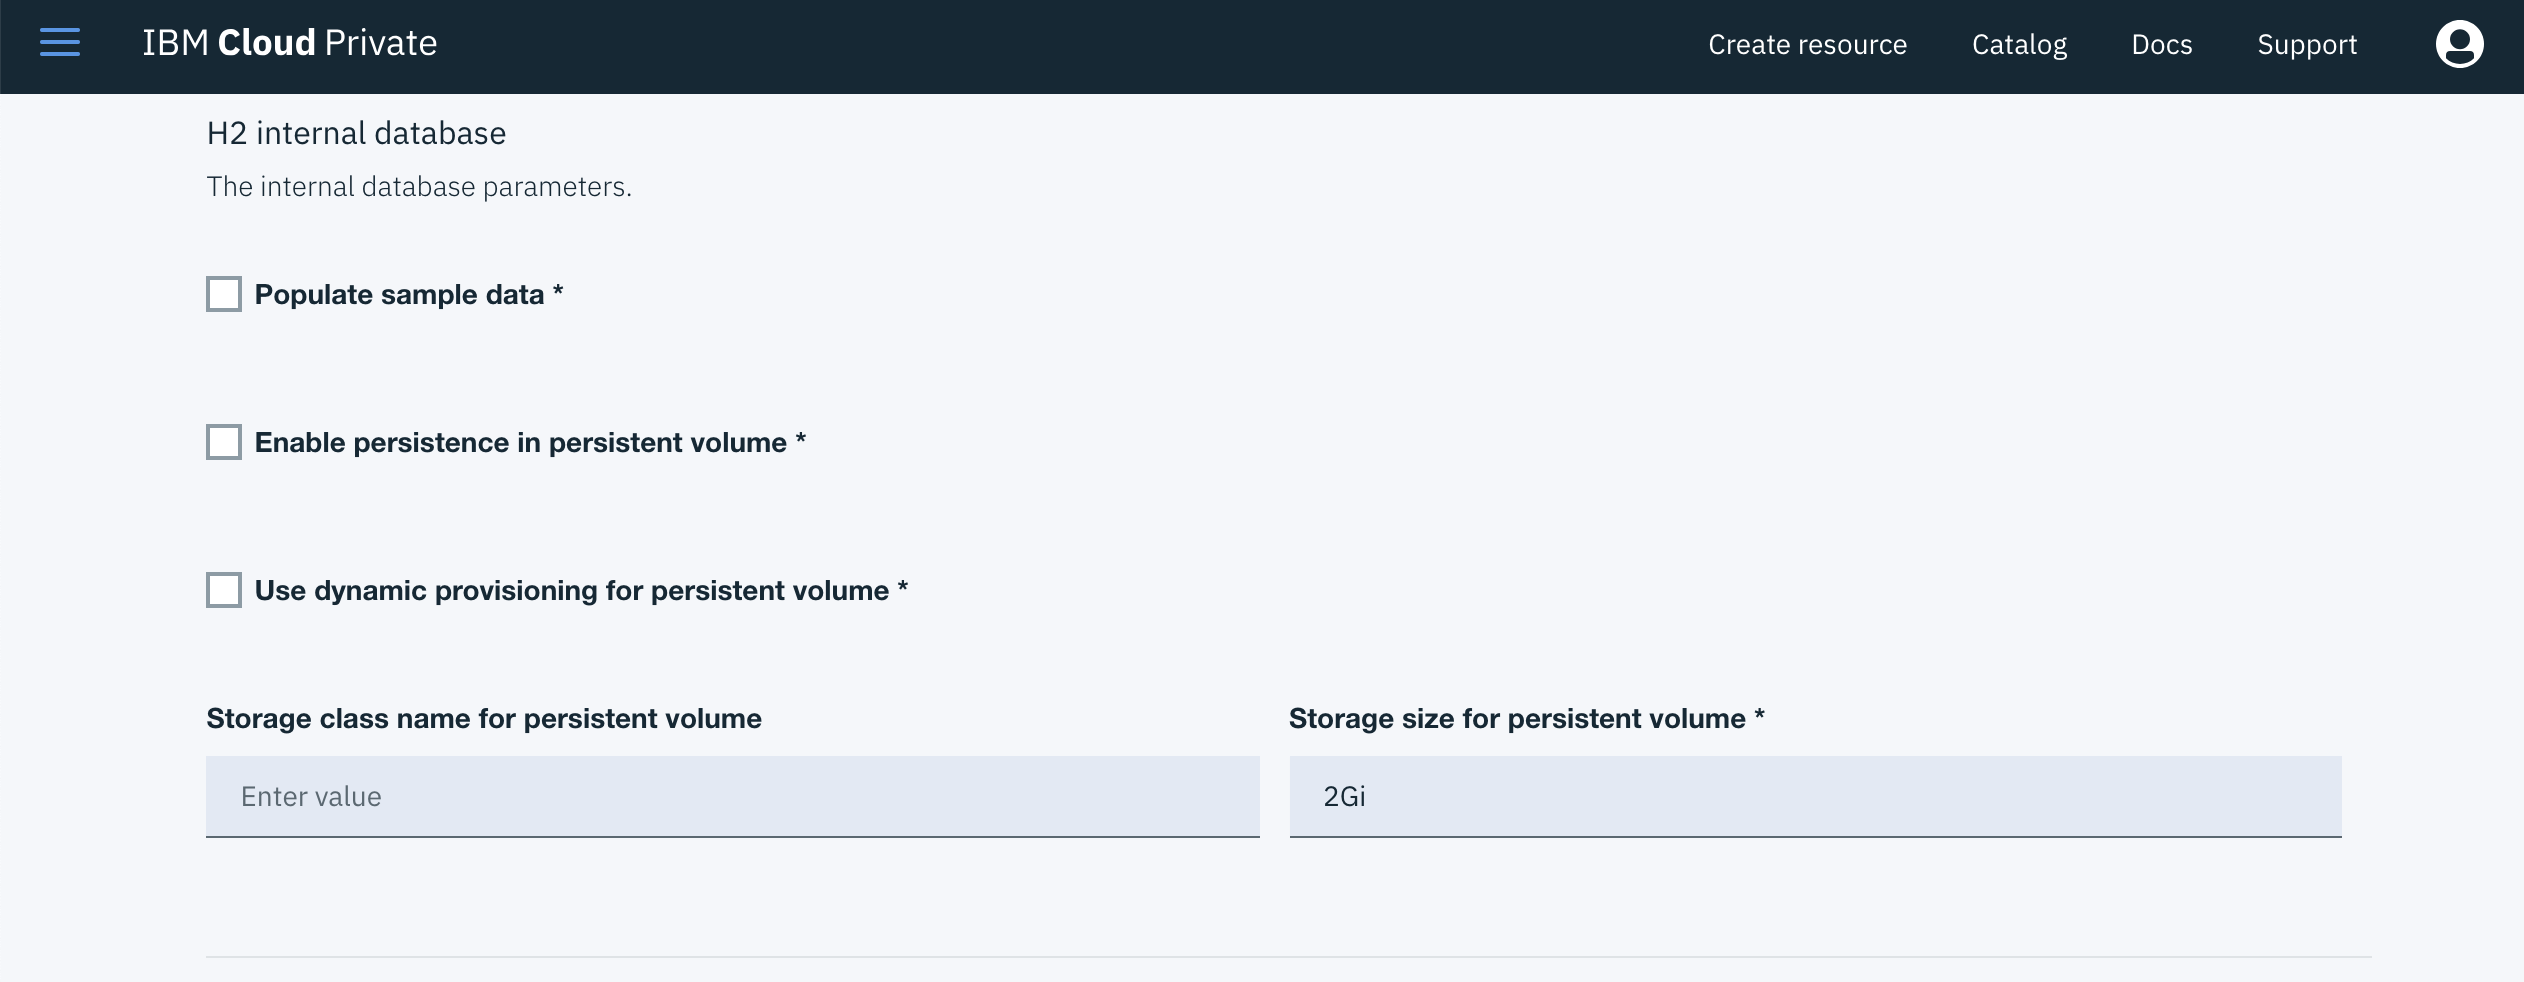 IBM Cloud Private Create resource Catalog Docs Support
H2 internal database
The internal database parameters.
Populate sample data *
Enable persistence in persistent volume *
Use dynamic provisioning for persistent volume *
Storage class name for persistent volume Storage size for persistent volume *
Enter value 2Gi